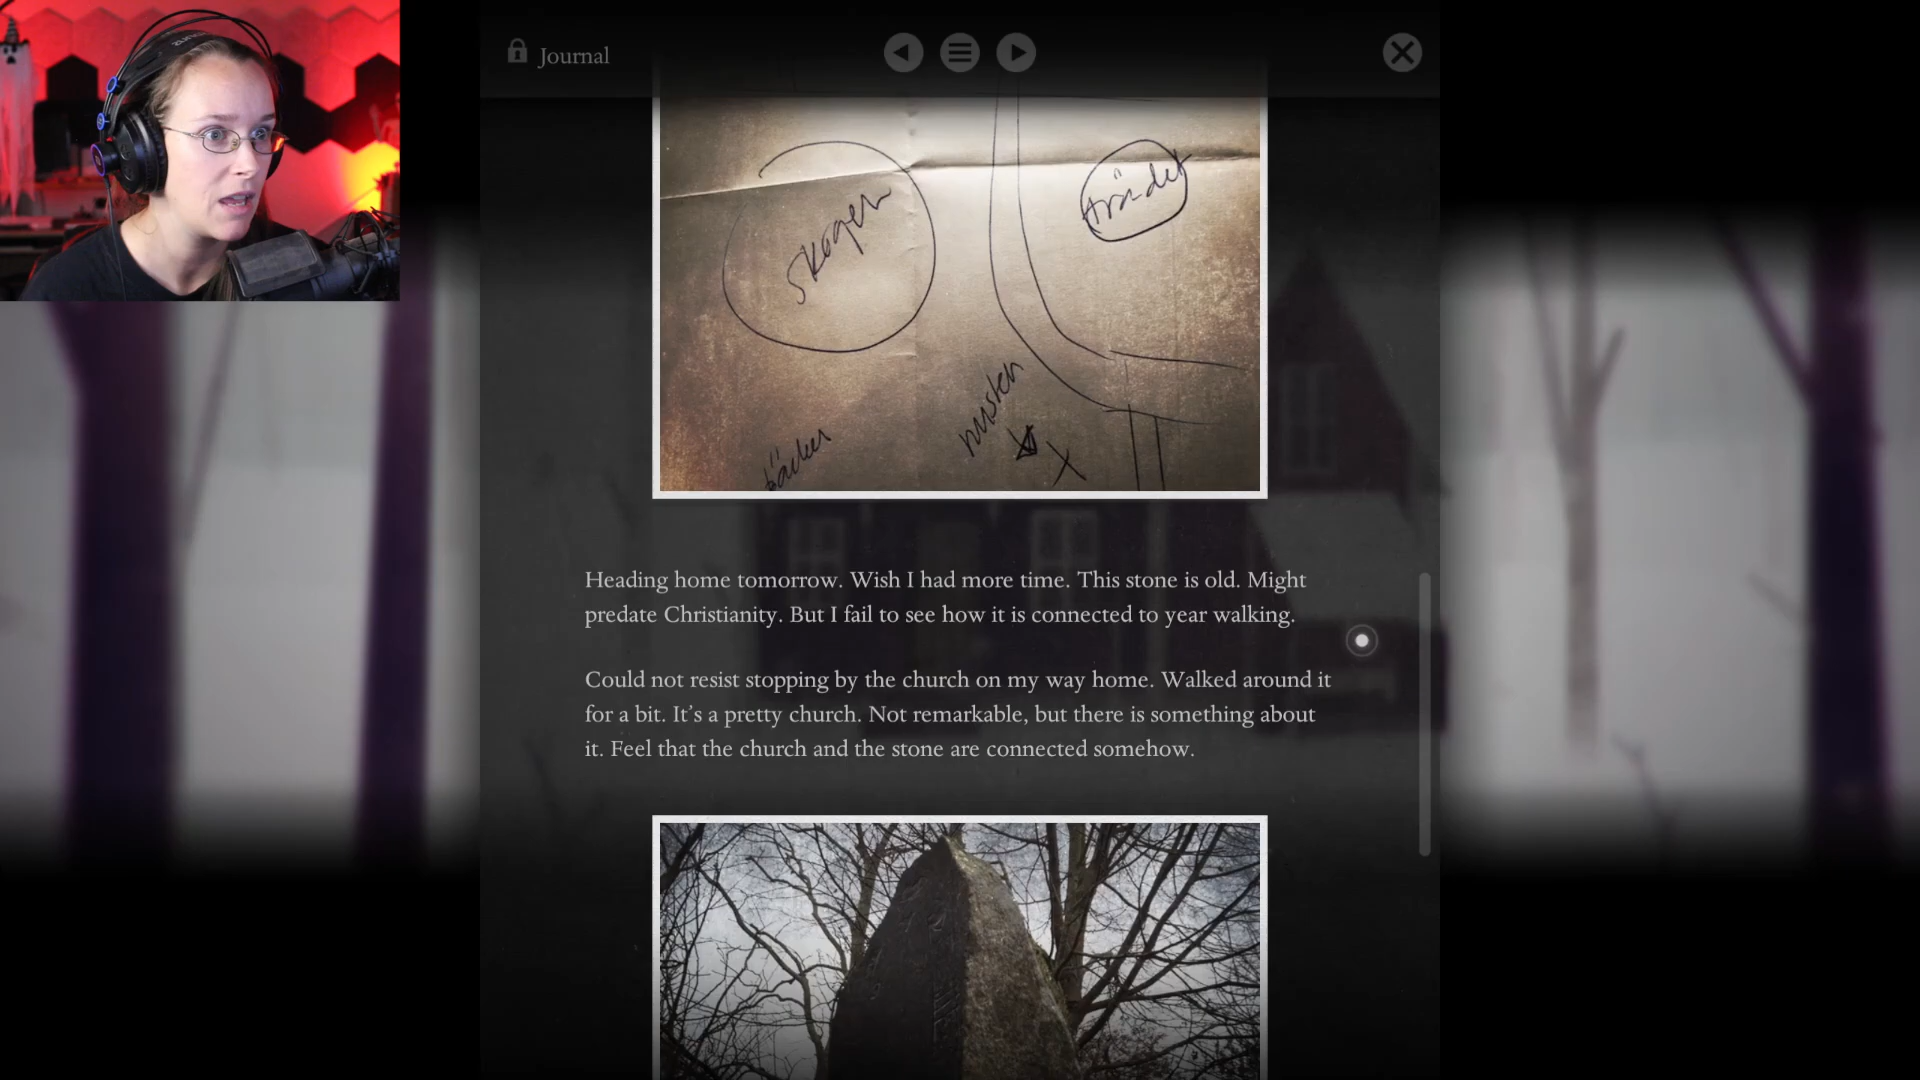 Journal
Skogen
trädet
musten
bäcken
Heading home tomorrow. Wish I had more time. This stone is old. Might
predate Christianity. But I fail to see how it is connected to year walking.
Could not resist stopping by the church on my way home. Walked around it
for a bit. It’s a pretty church. Not remarkable, but there is something about
it. Feel that the church and the stone are connected somehow.